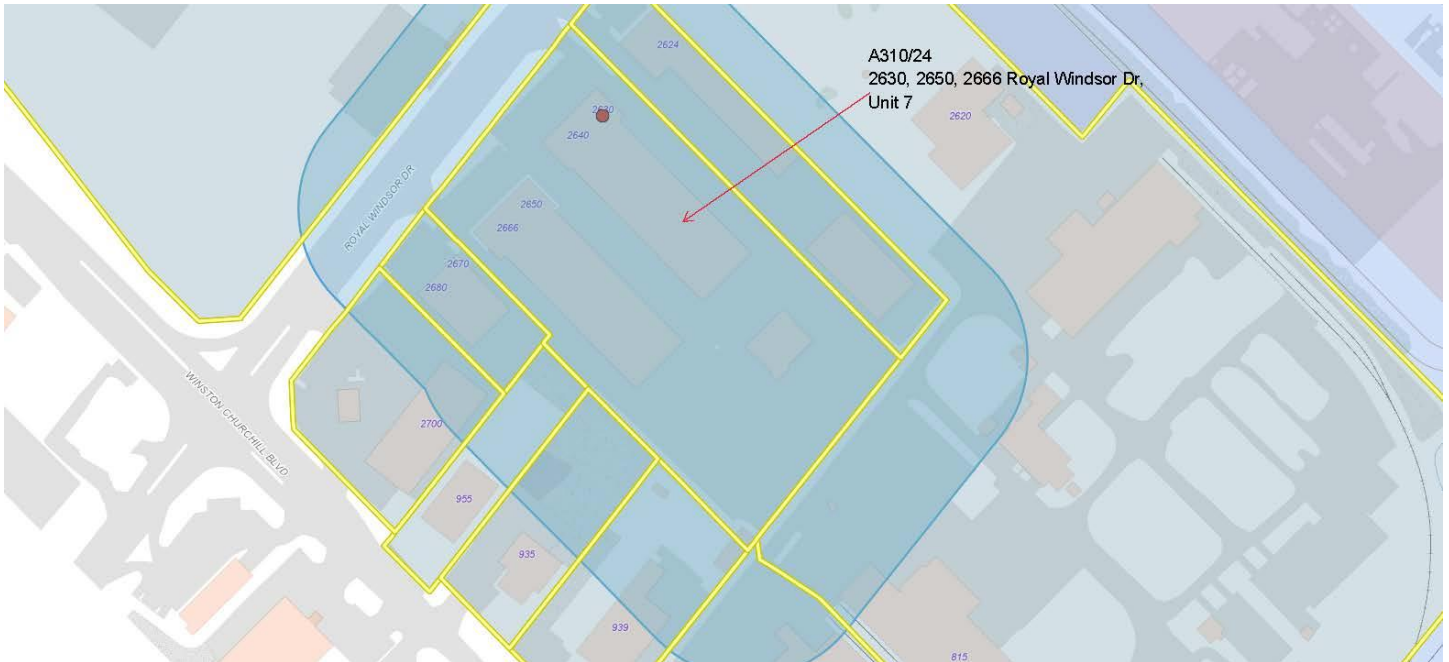 2624
A310/24
2630, 2650, 2666 Royal Windsor Dr,
Unit 7
2630
2640
2620
ROYAL WINDSOR DR
2650
2666
2670
2680
WINSTON CHURCHILL BLVD
2700
955
935
939
815